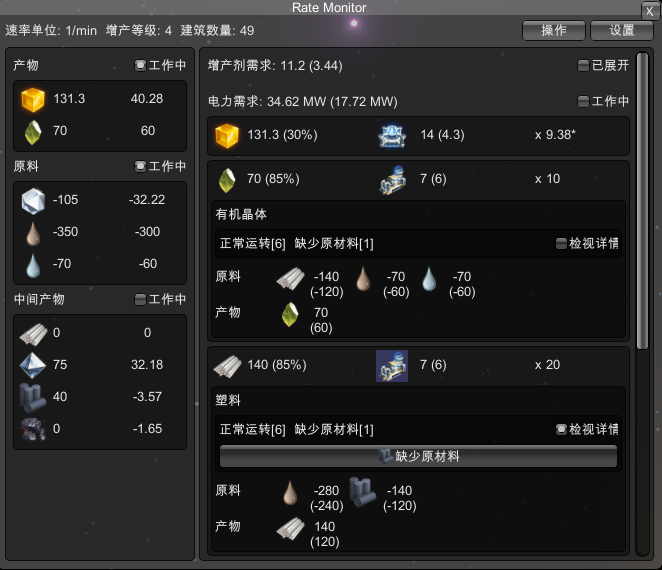 Rate Monitor
X
速率单位: 1/min 增产等级: 4 建筑数量: 49
操作
设置
产物
工作中
131.3 40.28
70 60
原料
工作中
-105 -32.22
-350 -300
-70 -60
中间产物
工作中
0 0
75 32.18
40 -3.57
0 -1.65
增产剂需求: 11.2 (3.44)
已展开
电力需求: 34.62 MW (17.72 MW)
工作中
131.3 (30%) 14 (4.3) x 9.38*
70 (85%) 7 (6) x 10
有机晶体
正常运转[6] 缺少原材料[1]
检视详情
原料 -140 -70 -70
(-120) (-60) (-60)
产物 70
(60)
140 (85%) 7 (6) x 20
塑料
正常运转[6] 缺少原材料[1]
检视详情
缺少原材料
原料 -280 -140
(-240) (-120)
产物 140
(120)